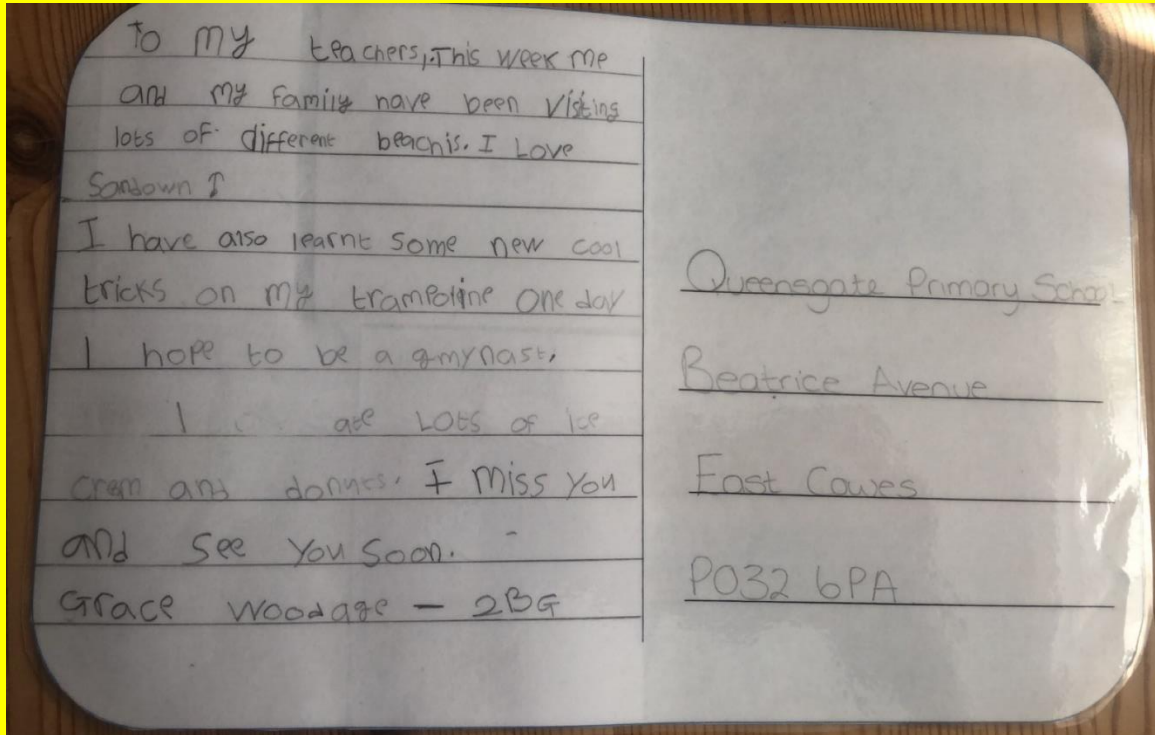 To my teachers, This week me
and my family have been Visting
lots of different beachis. I Love
Sandown
I have also learnt some new cool
tricks on my trampoline One day
I hope to be a gmynast.
I ate Lots of Ice
crem and donuts. I miss You
and see You Soon.
Grace Woodage - 2BG
Queensgate Primary School
Beatrice Avenue
East Cowes
PO32 6PA